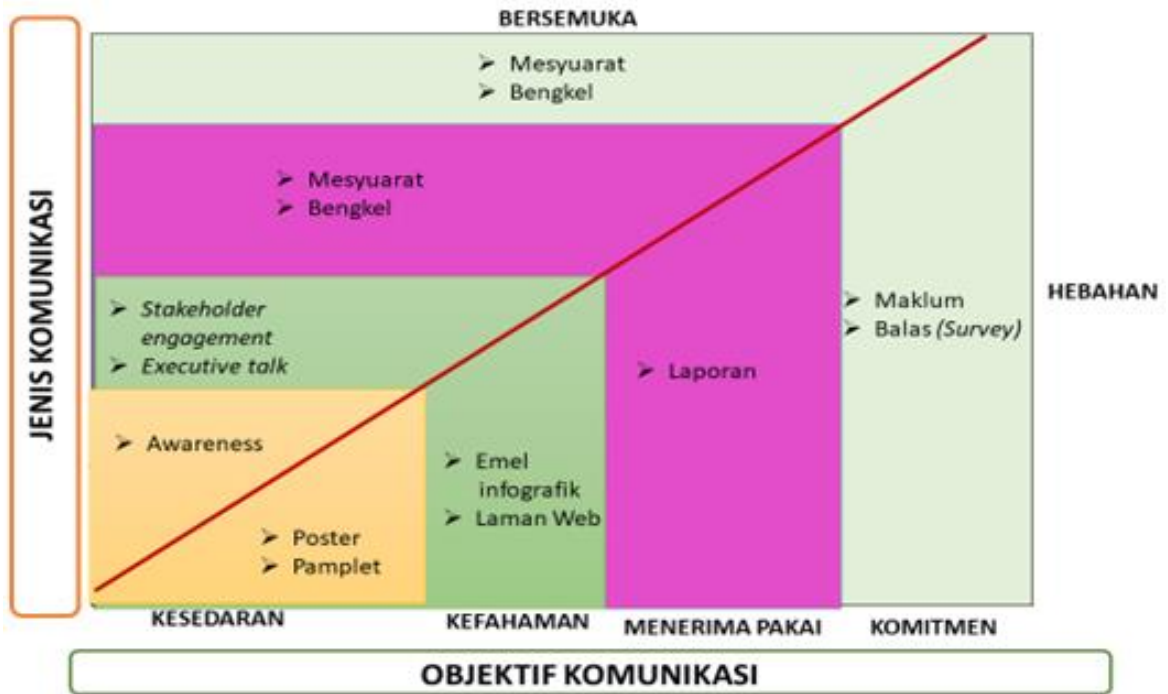 BERSEMUKA
➢ Mesyuarat
➢ Bengkel
➢ Mesyuarat
➢ Bengkel
JENIS KOMUNIKASI
➢ Stakeholder
engagement
➢ Executive talk
➢ Maklum
➢ Balas (Survey)
HEBAHAN
➢ Laporan
➢ Awareness
➢ Emel
infografik
➢ Laman Web
➢ Poster
➢ Pamplet
KESEDARAN
KEFAHAMAN
MENERIMA PAKAI
KOMITMEN
OBJEKTIF KOMUNIKASI